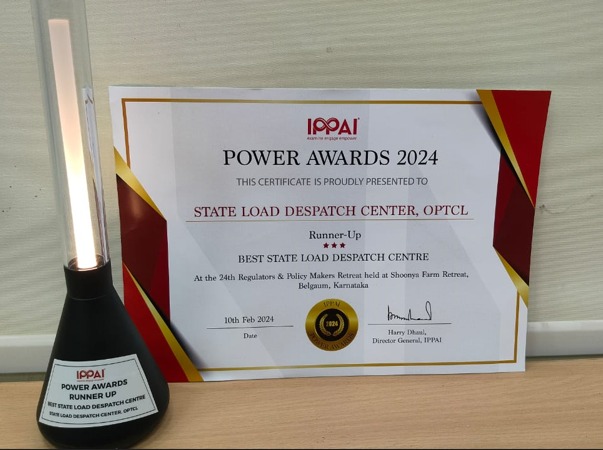 IPPAI
POWER AWARDS 2024
THIS CERTIFICATE IS PROUDLY PRESENTED TO
STATE LOAD DESPATCH CENTER, OPTCL
Runner-Up
BEST STATE LOAD DESPATCH CENTRE
At the 24th Regulators & Policy Makers Retreat held at Shoonya Farm Retreat,
Belgaum, Karnataka
10th Feb 2024
Date
IPPAI
2024
POWER AWARDS
Harry Dhaul,
Director General, IPPAI
IPPAI
POWER AWARDS
RUNNER UP
BEST STATE LOAD DESPATCH CENTRE
STATE LOAD DESPATCH CENTER, OPTCL